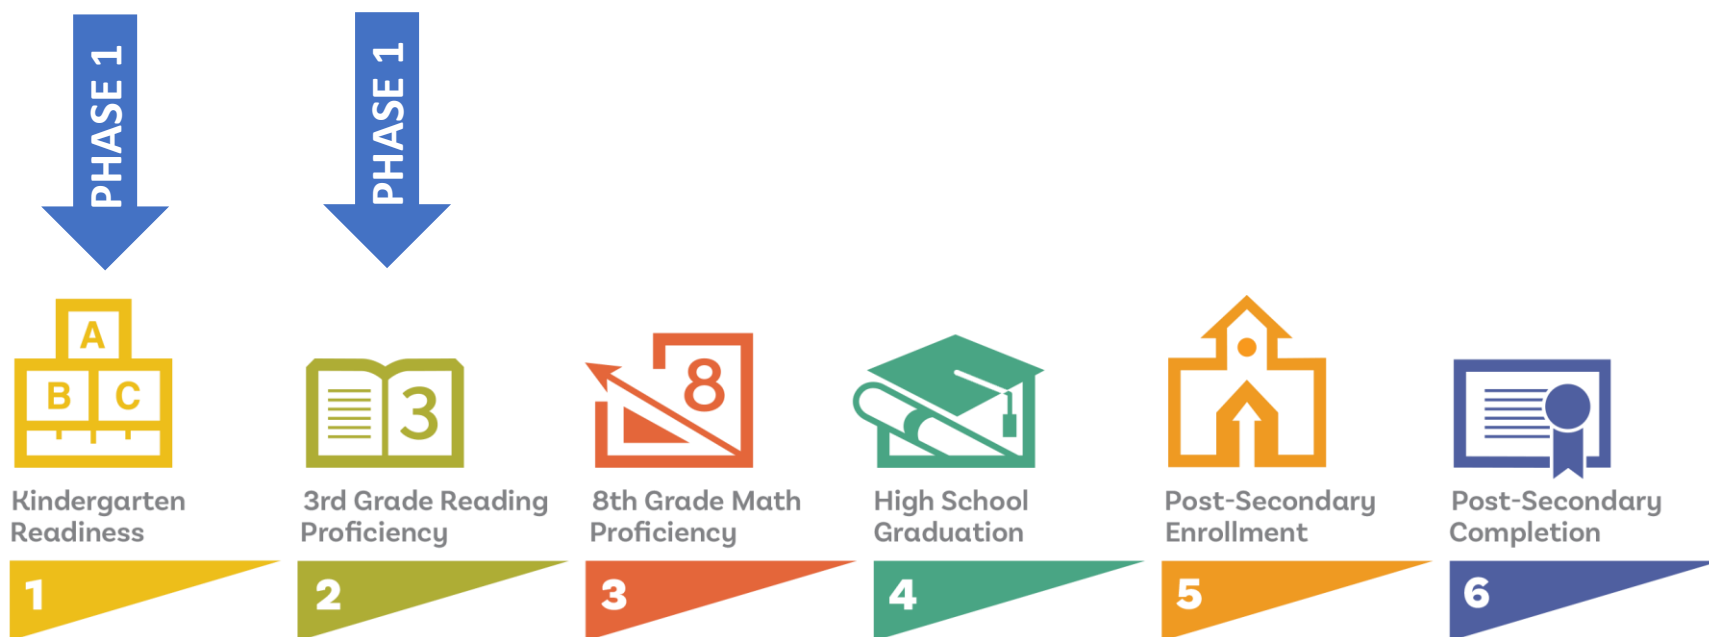 PHASE 1
PHASE 1
A
B C
3
8
Kindergarten
Readiness
3rd Grade Reading
Proficiency
8th Grade Math
Proficiency
High School
Graduation
Post-Secondary
Enrollment
Post-Secondary
Completion
1
2
3
4
5
6